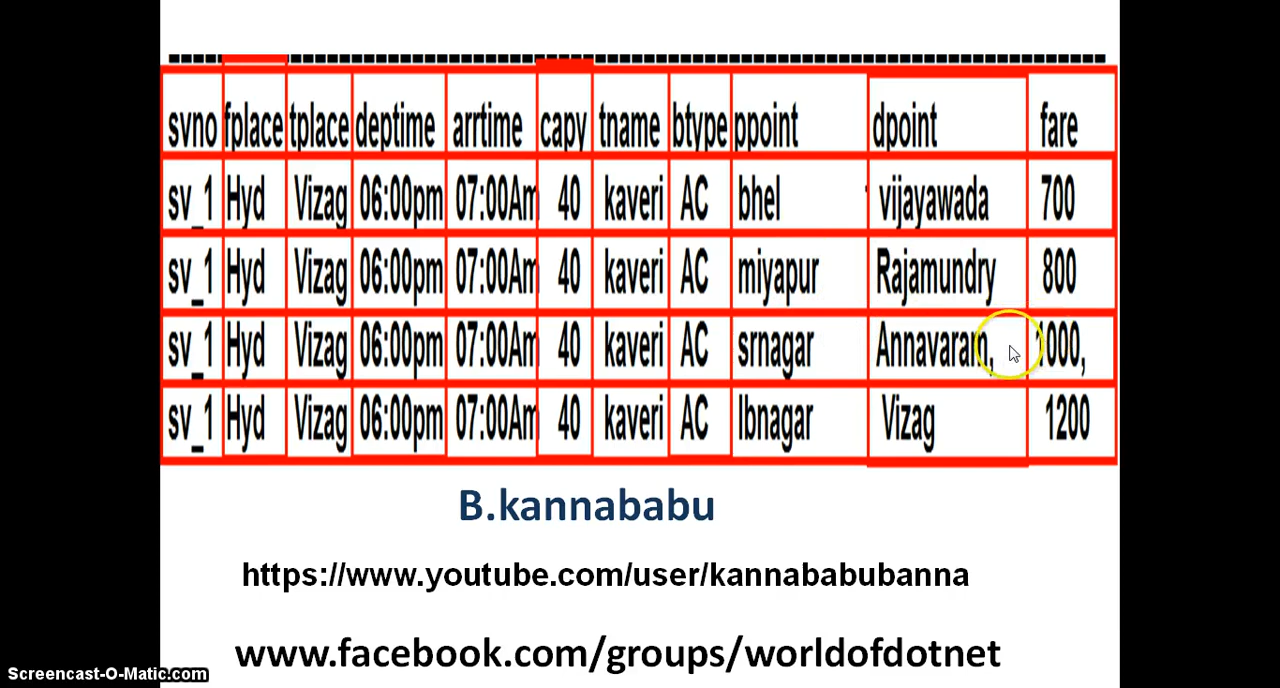 svno fplace tplace deptime arrtime capy tname btype ppoint dpoint fare
sv_1 Hyd Vizag 06:00pm 07:00Am 40 kaveri AC bhel vijayawada 700
sv_1 Hyd Vizag 06:00pm 07:00Am 40 kaveri AC miyapur Rajamundry 800
sv_1 Hyd Vizag 06:00pm 07:00Am 40 kaveri AC srnagar Annavaram, 1000,
sv_1 Hyd Vizag 06:00pm 07:00Am 40 kaveri AC lbnagar Vizag 1200
B.kannababu
https://www.youtube.com/user/kannababubanna
www.facebook.com/groups/worldofdotnet
Screencast-O-Matic.com